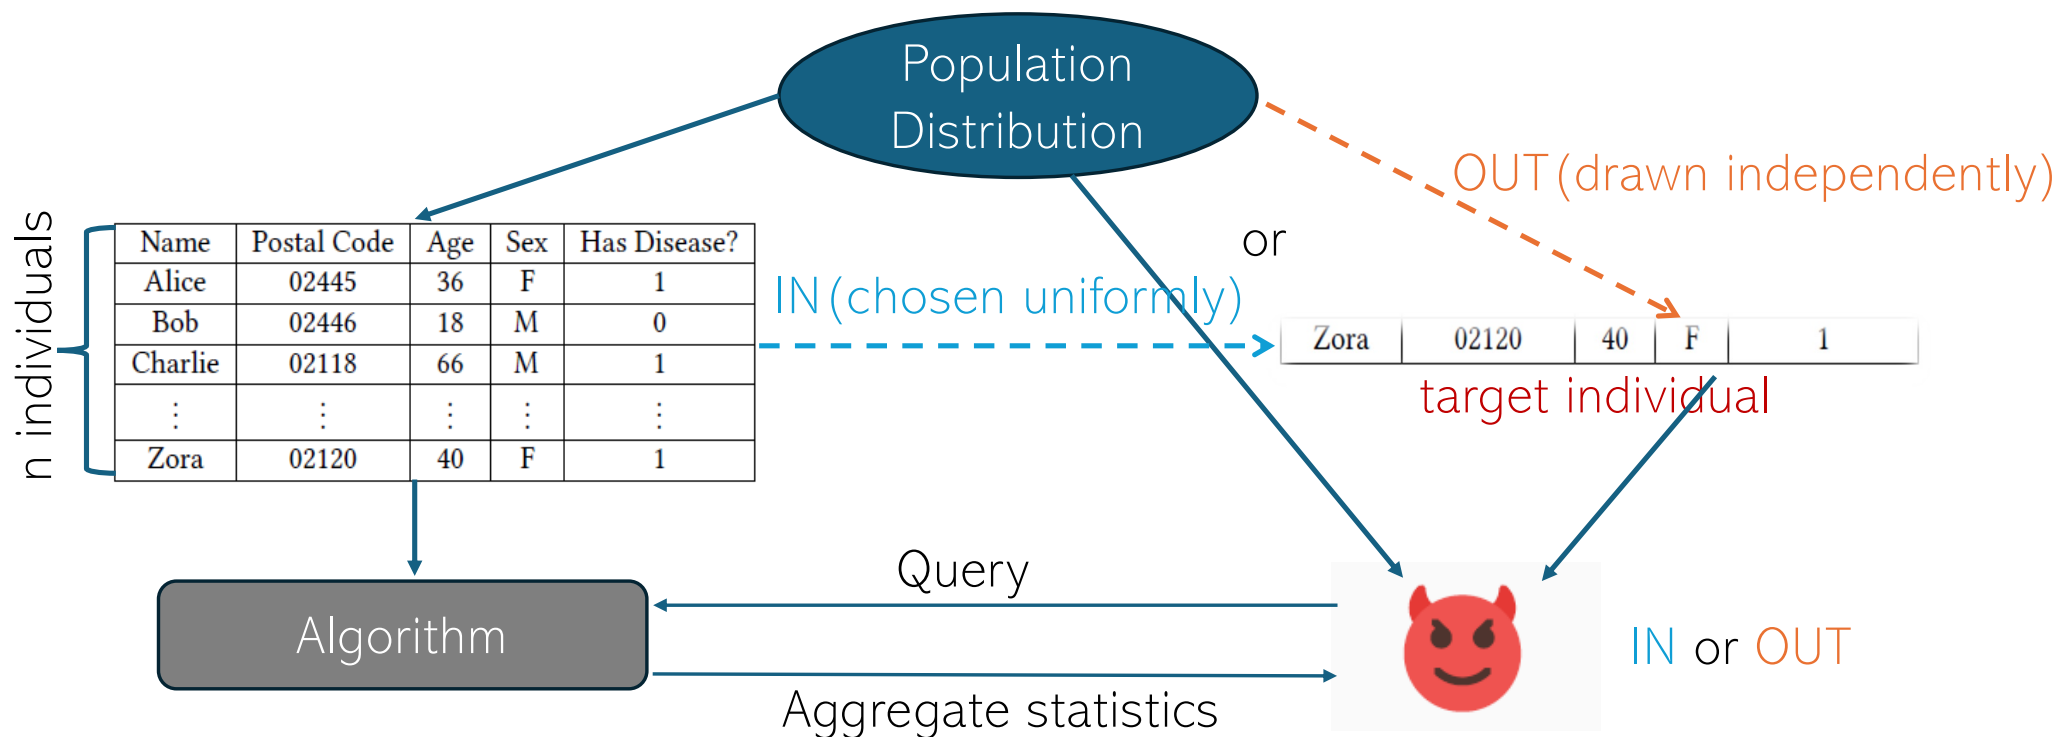 Population
Distribution
OUT(drawn independently)
or
n individuals
Name Postal Code Age Sex Has Disease?
Alice 02445 36 F 1
Bob 02446 18 M 0
Charlie 02118 66 M 1
⋮ ⋮ ⋮ ⋮ ⋮
Zora 02120 40 F 1
IN(chosen uniformly)
Zora 02120 40 F 1
target individual
Algorithm
Query
Aggregate statistics
IN or OUT